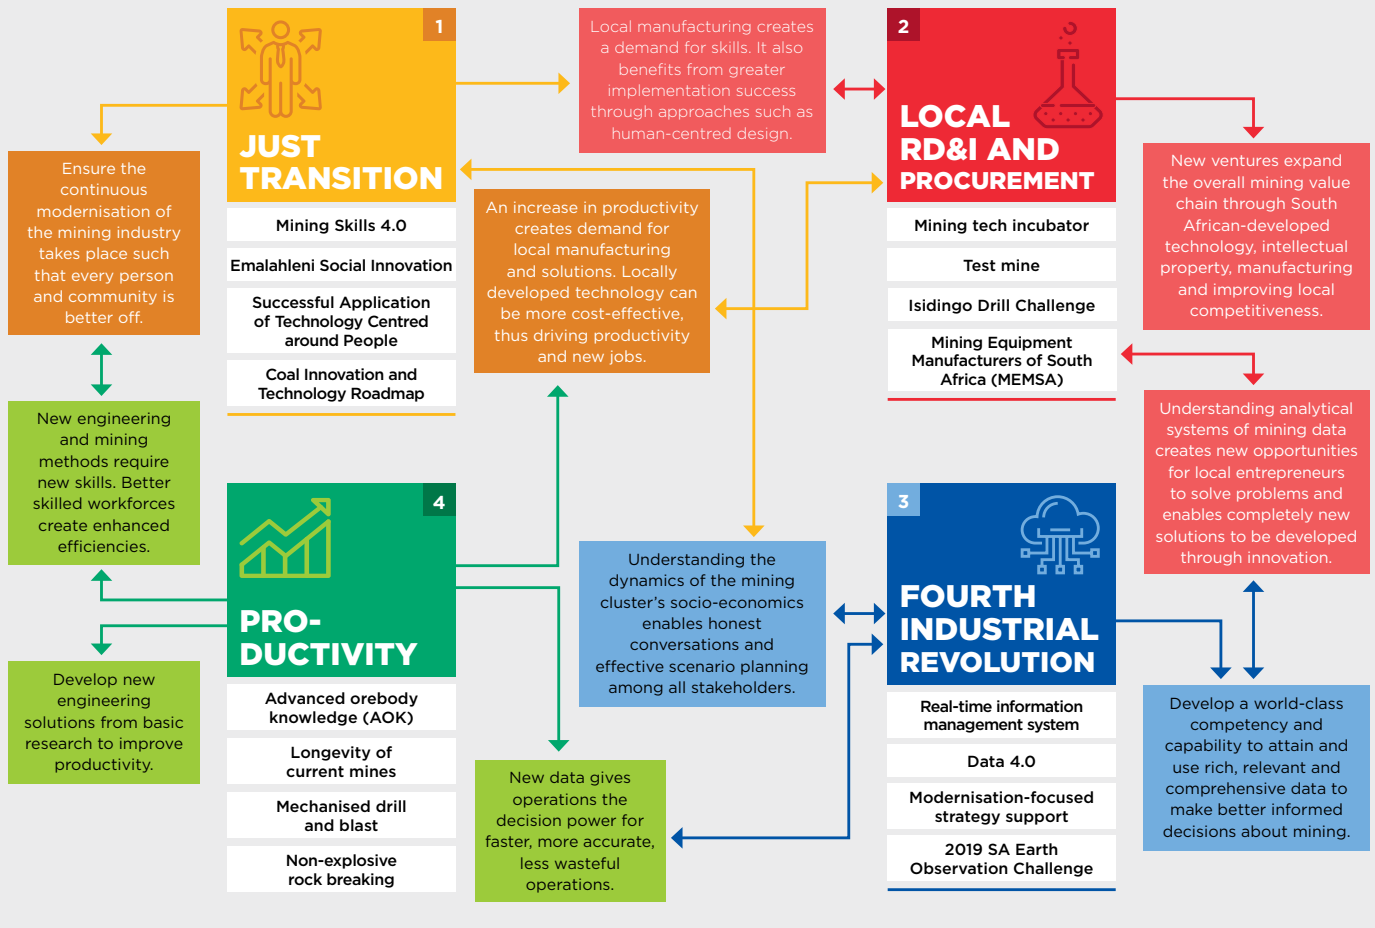 1
JUST
TRANSITION
Mining Skills 4.0
Emalahleni Social Innovation
Successful Application
of Technology Centred
around People
Coal Innovation and
Technology Roadmap
Ensure the
continuous
modernisation of
the mining industry
takes place such
that every person
and community is
better off.
Local manufacturing creates
a demand for skills. It also
benefits from greater
implementation success
through approaches such as
human-centred design.
An increase in productivity
creates demand for
local manufacturing
and solutions. Locally
developed technology can
be more cost-effective,
thus driving productivity
and new jobs.
2
LOCAL
RD&I AND
PROCUREMENT
Mining tech incubator
Test mine
Isidingo Drill Challenge
Mining Equipment
Manufacturers of South
Africa (MEMSA)
New ventures expand
the overall mining value
chain through South
African-developed
technology, intellectual
property, manufacturing
and improving local
competitiveness.
Understanding analytical
systems of mining data
creates new opportunities
for local entrepreneurs
to solve problems and
enables completely new
solutions to be developed
through innovation.
New engineering
and mining
methods require
new skills. Better
skilled workforces
create enhanced
efficiencies.
4
PRO-
DUCTIVITY
Advanced orebody
knowledge (AOK)
Longevity of
current mines
Mechanised drill
and blast
Non-explosive
rock breaking
Develop new
engineering
solutions from basic
research to improve
productivity.
Understanding the
dynamics of the mining
cluster's socio-economics
enables honest
conversations and
effective scenario planning
among all stakeholders.
New data gives
operations the
decision power for
faster, more accurate,
less wasteful
operations.
3
FOURTH
INDUSTRIAL
REVOLUTION
Real-time information
management system
Data 4.0
Modernisation-focused
strategy support
2019 SA Earth
Observation Challenge
Develop a world-class
competency and
capability to attain and
use rich, relevant and
comprehensive data to
make better informed
decisions about mining.